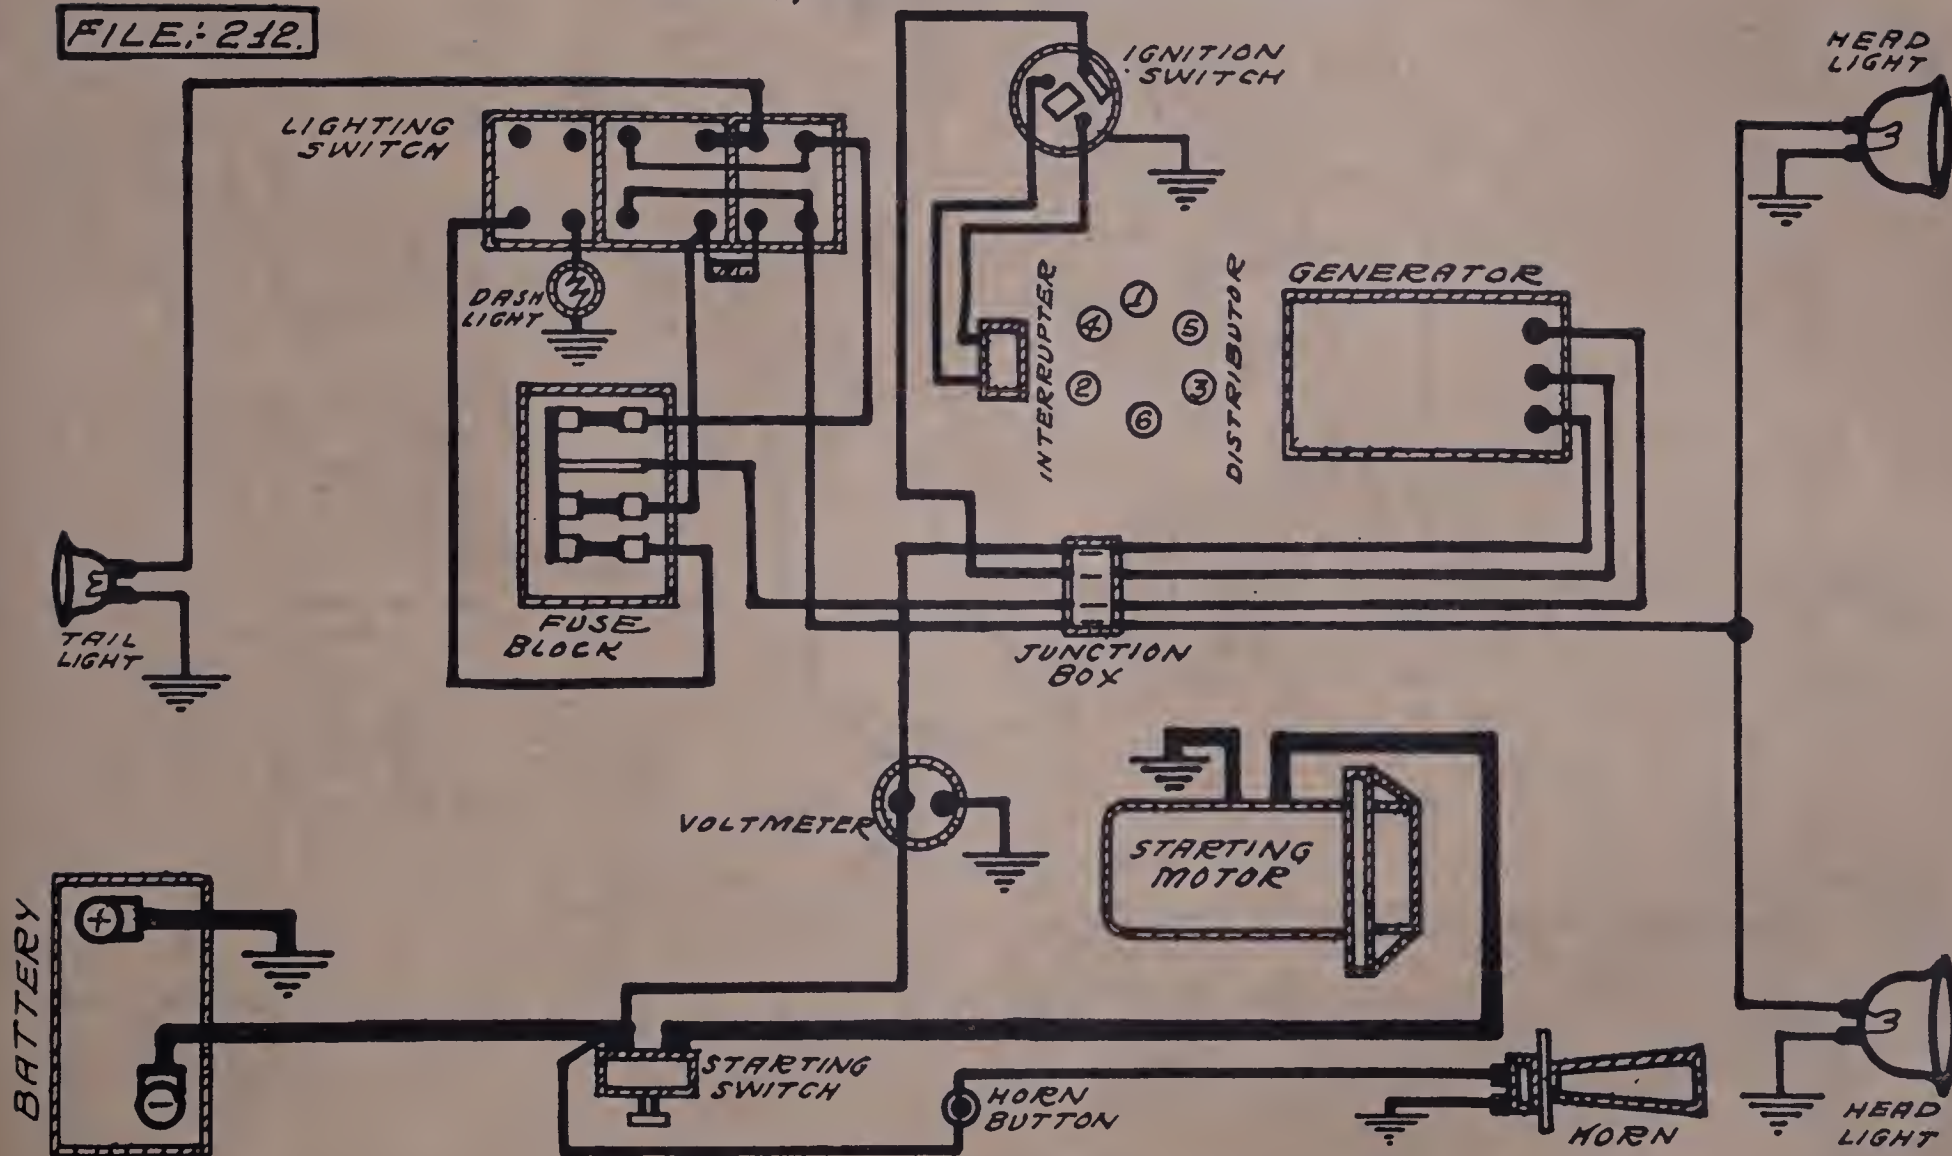 FILE:-212.
IGNITION
SWITCH
HEAD
LIGHT
LIGHTING
SWITCH
DASH
LIGHT
INTERRUPTER
1
4
5
2
3
6
DISTRIBUTOR
GENERATOR
FUSE
BLOCK
TAIL
LIGHT
JUNCTION
BOX
VOLTMETER
STARTING
MOTOR
BATTERY
+
−
STARTING
SWITCH
HORN
BUTTON
HORN
HEAD
LIGHT